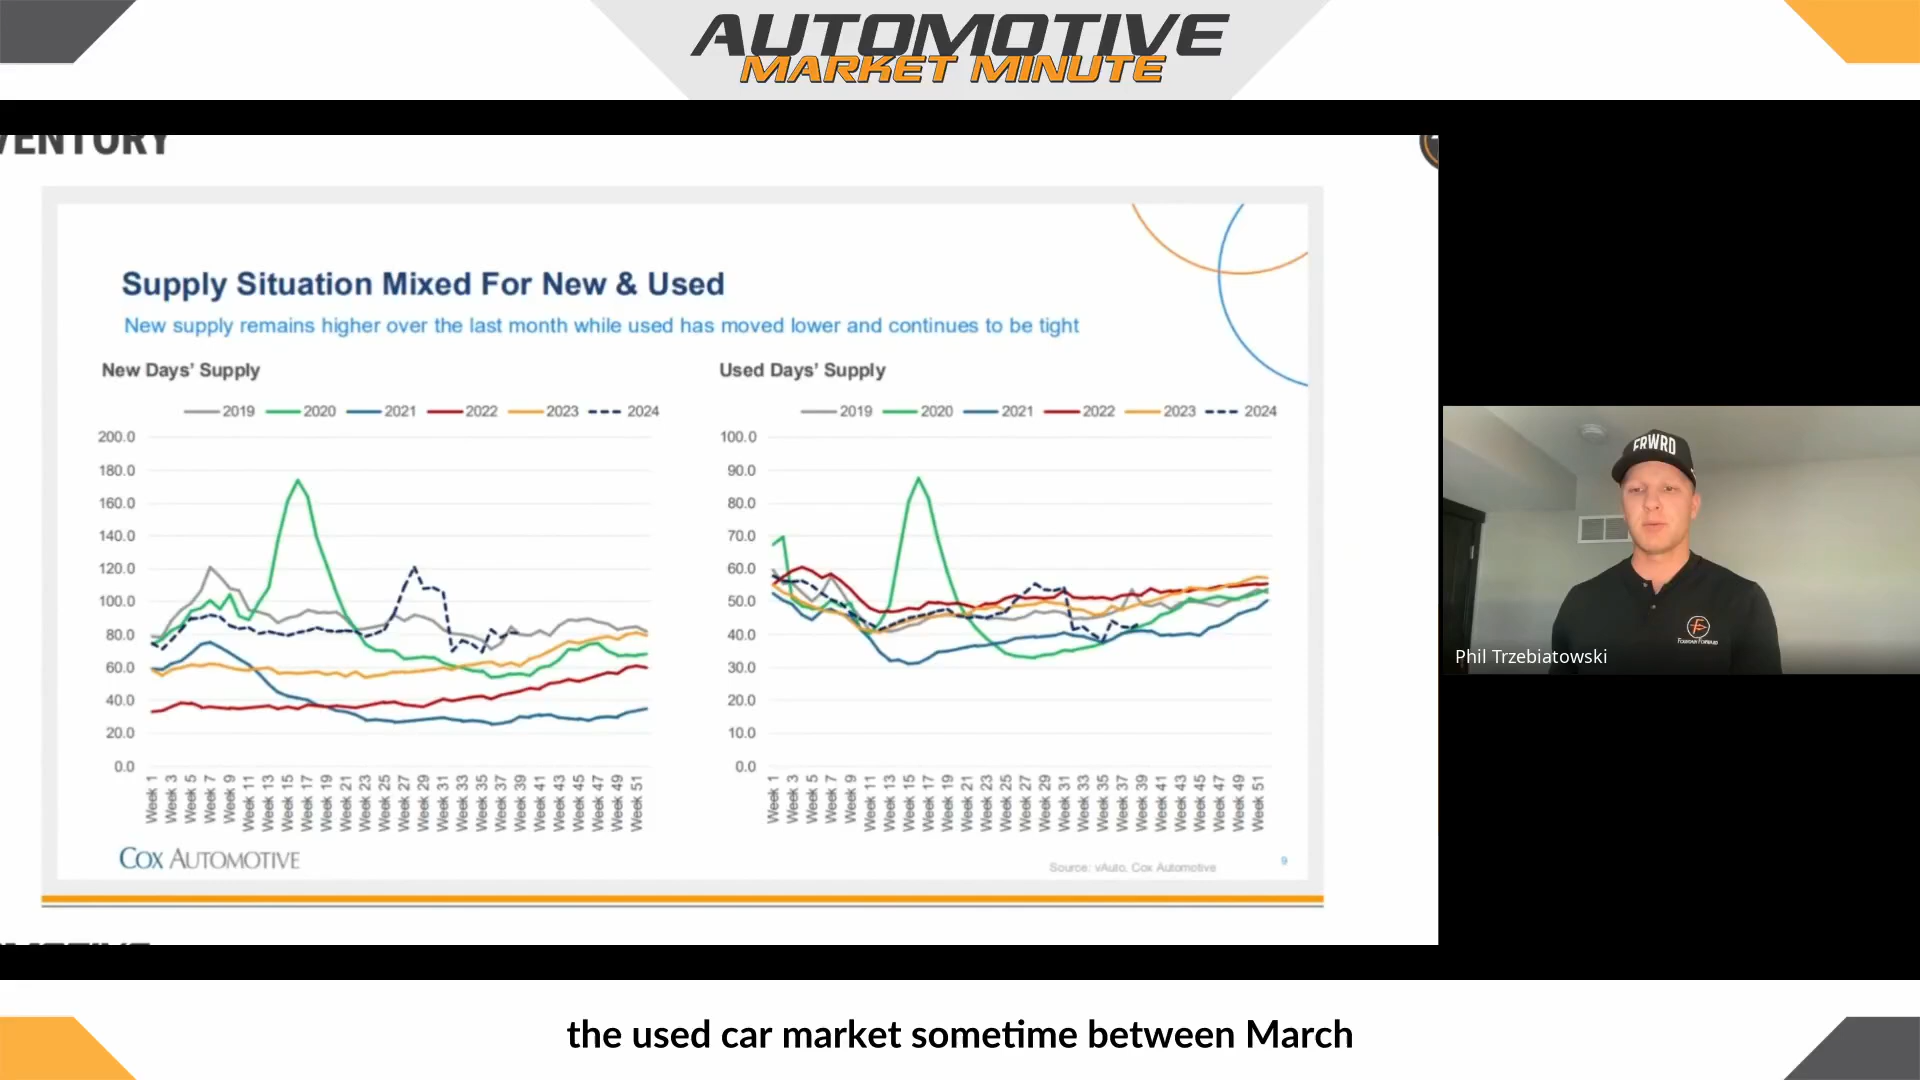 AUTOMOTIVE
MARKET MINUTE
VENTORY
Supply Situation Mixed For New & Used
New supply remains higher over the last month while used has moved lower and continues to be tight
New Days' Supply
2019 2020 2021 2022 2023 2024
200.0
180.0
160.0
140.0
120.0
100.0
80.0
60.0
40.0
20.0
0.0
Week 1 Week 3 Week 5 Week 7 Week 9 Week 11 Week 13 Week 15 Week 17 Week 19 Week 21 Week 23 Week 25 Week 27 Week 29 Week 31 Week 33 Week 35 Week 37 Week 39 Week 41 Week 43 Week 45 Week 47 Week 49 Week 51
Used Days' Supply
2019 2020 2021 2022 2023 2024
100.0
90.0
80.0
70.0
60.0
50.0
40.0
30.0
20.0
10.0
0.0
Week 1 Week 3 Week 5 Week 7 Week 9 Week 11 Week 13 Week 15 Week 17 Week 19 Week 21 Week 23 Week 25 Week 27 Week 29 Week 31 Week 33 Week 35 Week 37 Week 39 Week 41 Week 43 Week 45 Week 47 Week 49 Week 51
COX AUTOMOTIVE
Source: vAuto, Cox Automotive
9
FRWRD
FOUNTAIN FORWARD
Phil Trzebiatowski
the used car market sometime between March